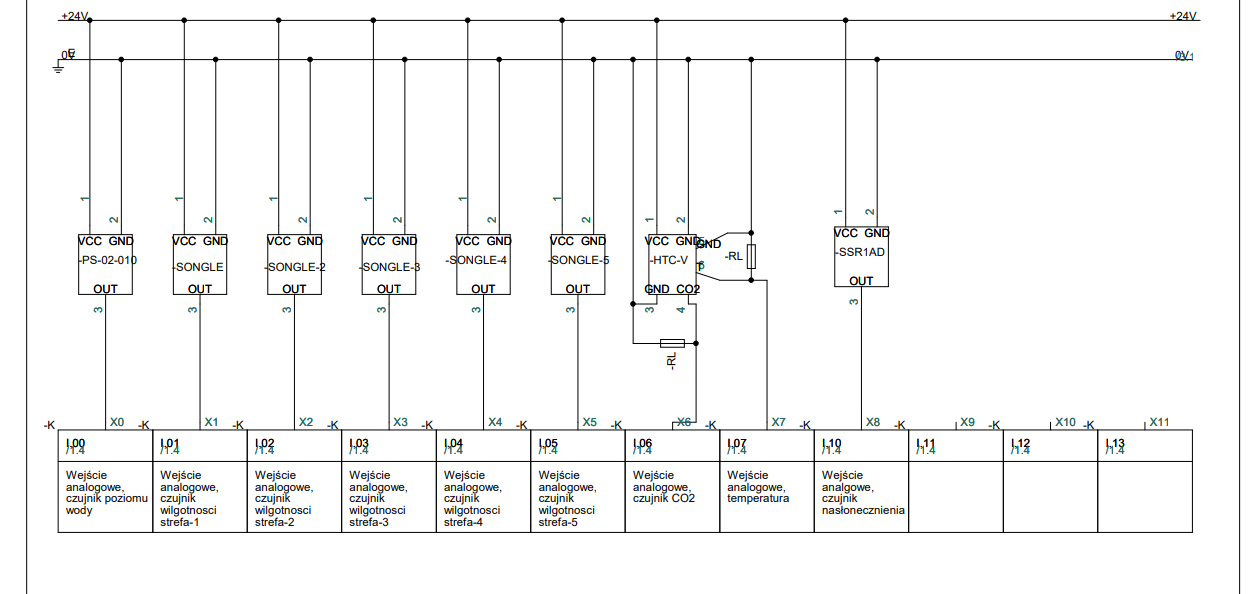 +24V +24V
0V E 0V
1 1 1 1 1 1 1 1
2 2 2 2 2 2 2 2
VCC GND VCC GND VCC GND VCC GND VCC GND VCC GND VCC GND GND VCC GND
-PS-02-010 -SONGLE -SONGLE-2 -SONGLE-3 -SONGLE-4 -SONGLE-5 -HTC-V T -RL -SSR1AD
OUT OUT OUT OUT OUT OUT GND CO2 OUT
3 3 3 3 3 3 3 4 3
-RL
-K X0 -K X1 -K X2 -K X3 -K X4 -K X5 -K X6 -K X7 -K X8 -K X9 -K X10 -K X11
I.00 I.01 I.02 I.03 I.04 I.05 I.06 I.07 I.10 I.11 I.12 I.13
/1.4 /1.4 /1.4 /1.4 /1.4 /1.4 /1.4 /1.4 /1.4 /1.4 /1.4 /1.4
Wejście
analogowe,
czujnik poziomu
wody
Wejście
analogowe,
czujnik
wilgotnosci
strefa-1
Wejście
analogowe,
czujnik
wilgotnosci
strefa-2
Wejście
analogowe,
czujnik
wilgotnosci
strefa-3
Wejście
analogowe,
czujnik
wilgotnosci
strefa-4
Wejście
analogowe,
czujnik
wilgotnosci
strefa-5
Wejście
analogowe,
czujnik CO2
Wejście
analogowe,
temperatura
Wejście
analgowe,
czujnik
nasłonecznienia